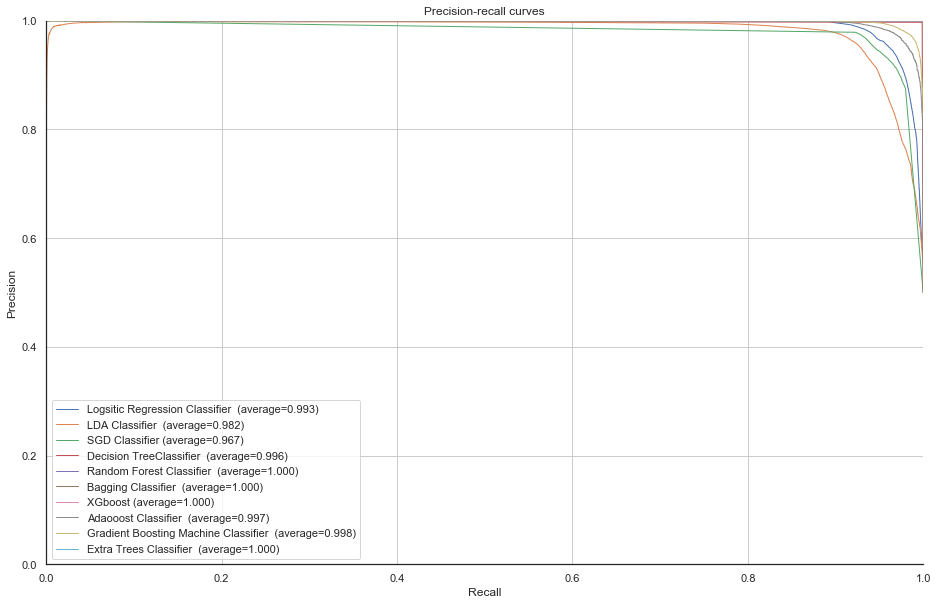 Precision-recall curves
1.0
0.8
0.6
0.4
0.2
0.0
Precision
Logsitic Regression Classifier (average=0.993)
LDA Classifier (average=0.982)
SGD Classifier (average=0.967)
Decision TreeClassifier (average=0.996)
Random Forest Classifier (average=1.000)
Bagging Classifier (average=1.000)
XGboost (average=1.000)
Adaooost Classifier (average=0.997)
Gradient Boosting Machine Classifier (average=0.998)
Extra Trees Classifier (average=1.000)
0.0 0.2 0.4 0.6 0.8 1.0
Recall